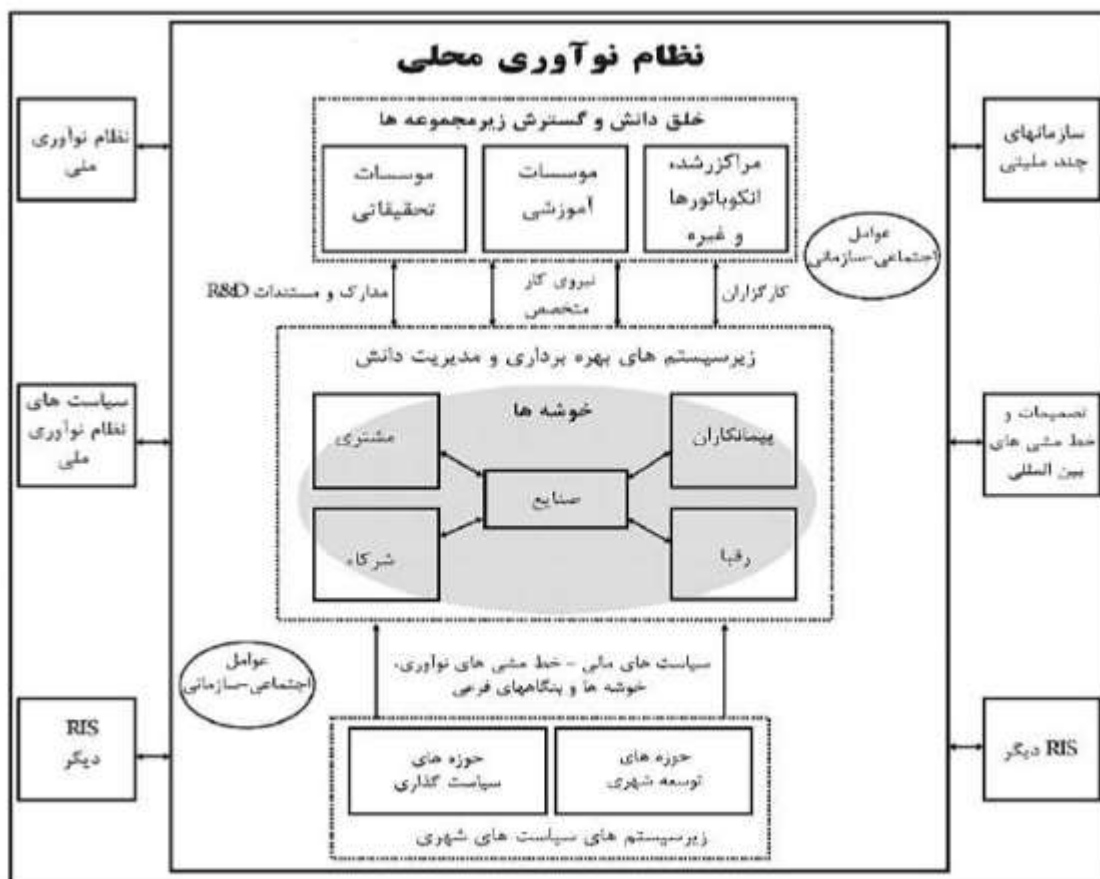 نظام نوآوری محلی
خلق دانش و گسترش زیرمجموعه ها
مراکزرشد
انکوباتورها
و غیره
موسسات
آموزشی
موسسات
تحقیقاتی
سازمانهای
چند ملیتی
نظام نوآوری
ملی
عوامل
اجتماعی-سازمانی
کارگزاران
نیروی کار
متخصص
مدارک و مستندات R&D
زیرسیستم های بهره برداری و مدیریت دانش
خوشه ها
پیمانکاران
مشتری
صنایع
رقبا
شرکاء
تصمیمات و
خط مشی های
بین المللی
سیاست های
نظام نوآوری
ملی
سیاست های مالی - خط مشی های نوآوری،
خوشه ها و بنگاههای فرعی
عوامل
اجتماعی-سازمانی
حوزه های
توسعه شهری
حوزه های
سیاست گذاری
زیرسیستم های سیاست های شهری
RIS دیگر
RIS
دیگر